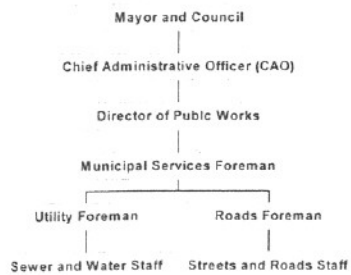 Mayor and Council
Chief Administrative Officer (CAO)
Director of Publc Works
Municipal Services Foreman
Utility Foreman
Roads Foreman
Sewer and Water Staff
Streets and Roads Staff